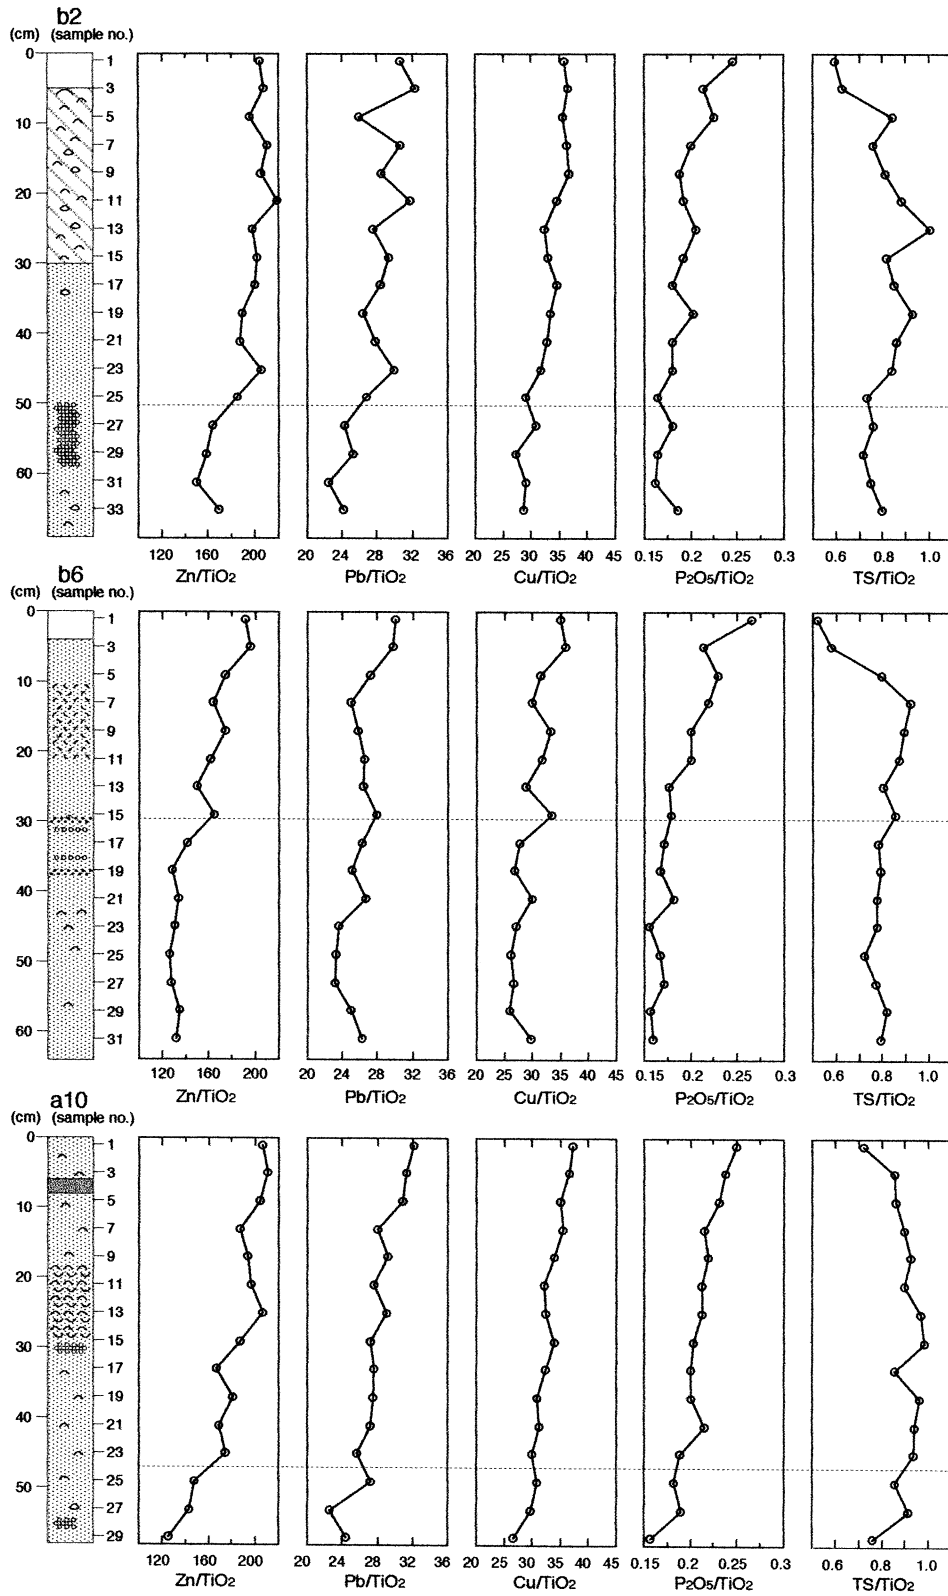 b2
(cm) (sample no.)
0
10
20
30
40
50
60
1
3
5
7
9
11
13
15
17
19
21
23
25
27
29
31
33
120 160 200
20 24 28 32 36
20 25 30 35 40 45
0.15 0.2 0.25 0.3
0.6 0.8 1.0
Zn/TiO2 Pb/TiO2 Cu/TiO2 P2O5/TiO2 TS/TiO2
b6
(cm) (sample no.)
0
10
20
30
40
50
60
1
3
5
7
9
11
13
15
17
19
21
23
25
27
29
31
120 160 200
20 24 28 32 36
20 25 30 35 40 45
0.15 0.2 0.25 0.3
0.6 0.8 1.0
Zn/TiO2 Pb/TiO2 Cu/TiO2 P2O5/TiO2 TS/TiO2
a10
(cm) (sample no.)
0
10
20
30
40
50
1
3
5
7
9
11
13
15
17
19
21
23
25
27
29
120 160 200
20 24 28 32 36
20 25 30 35 40 45
0.15 0.2 0.25 0.3
0.6 0.8 1.0
Zn/TiO2 Pb/TiO2 Cu/TiO2 P2O5/TiO2 TS/TiO2